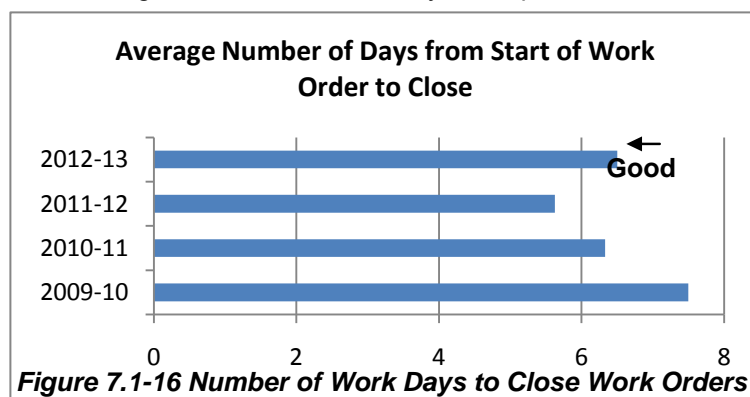 Average Number of Days from Start of Work
Order to Close
2012-13
Good
2011-12
2010-11
2009-10
0 2 4 6 8
Figure 7.1-16 Number of Work Days to Close Work Orders